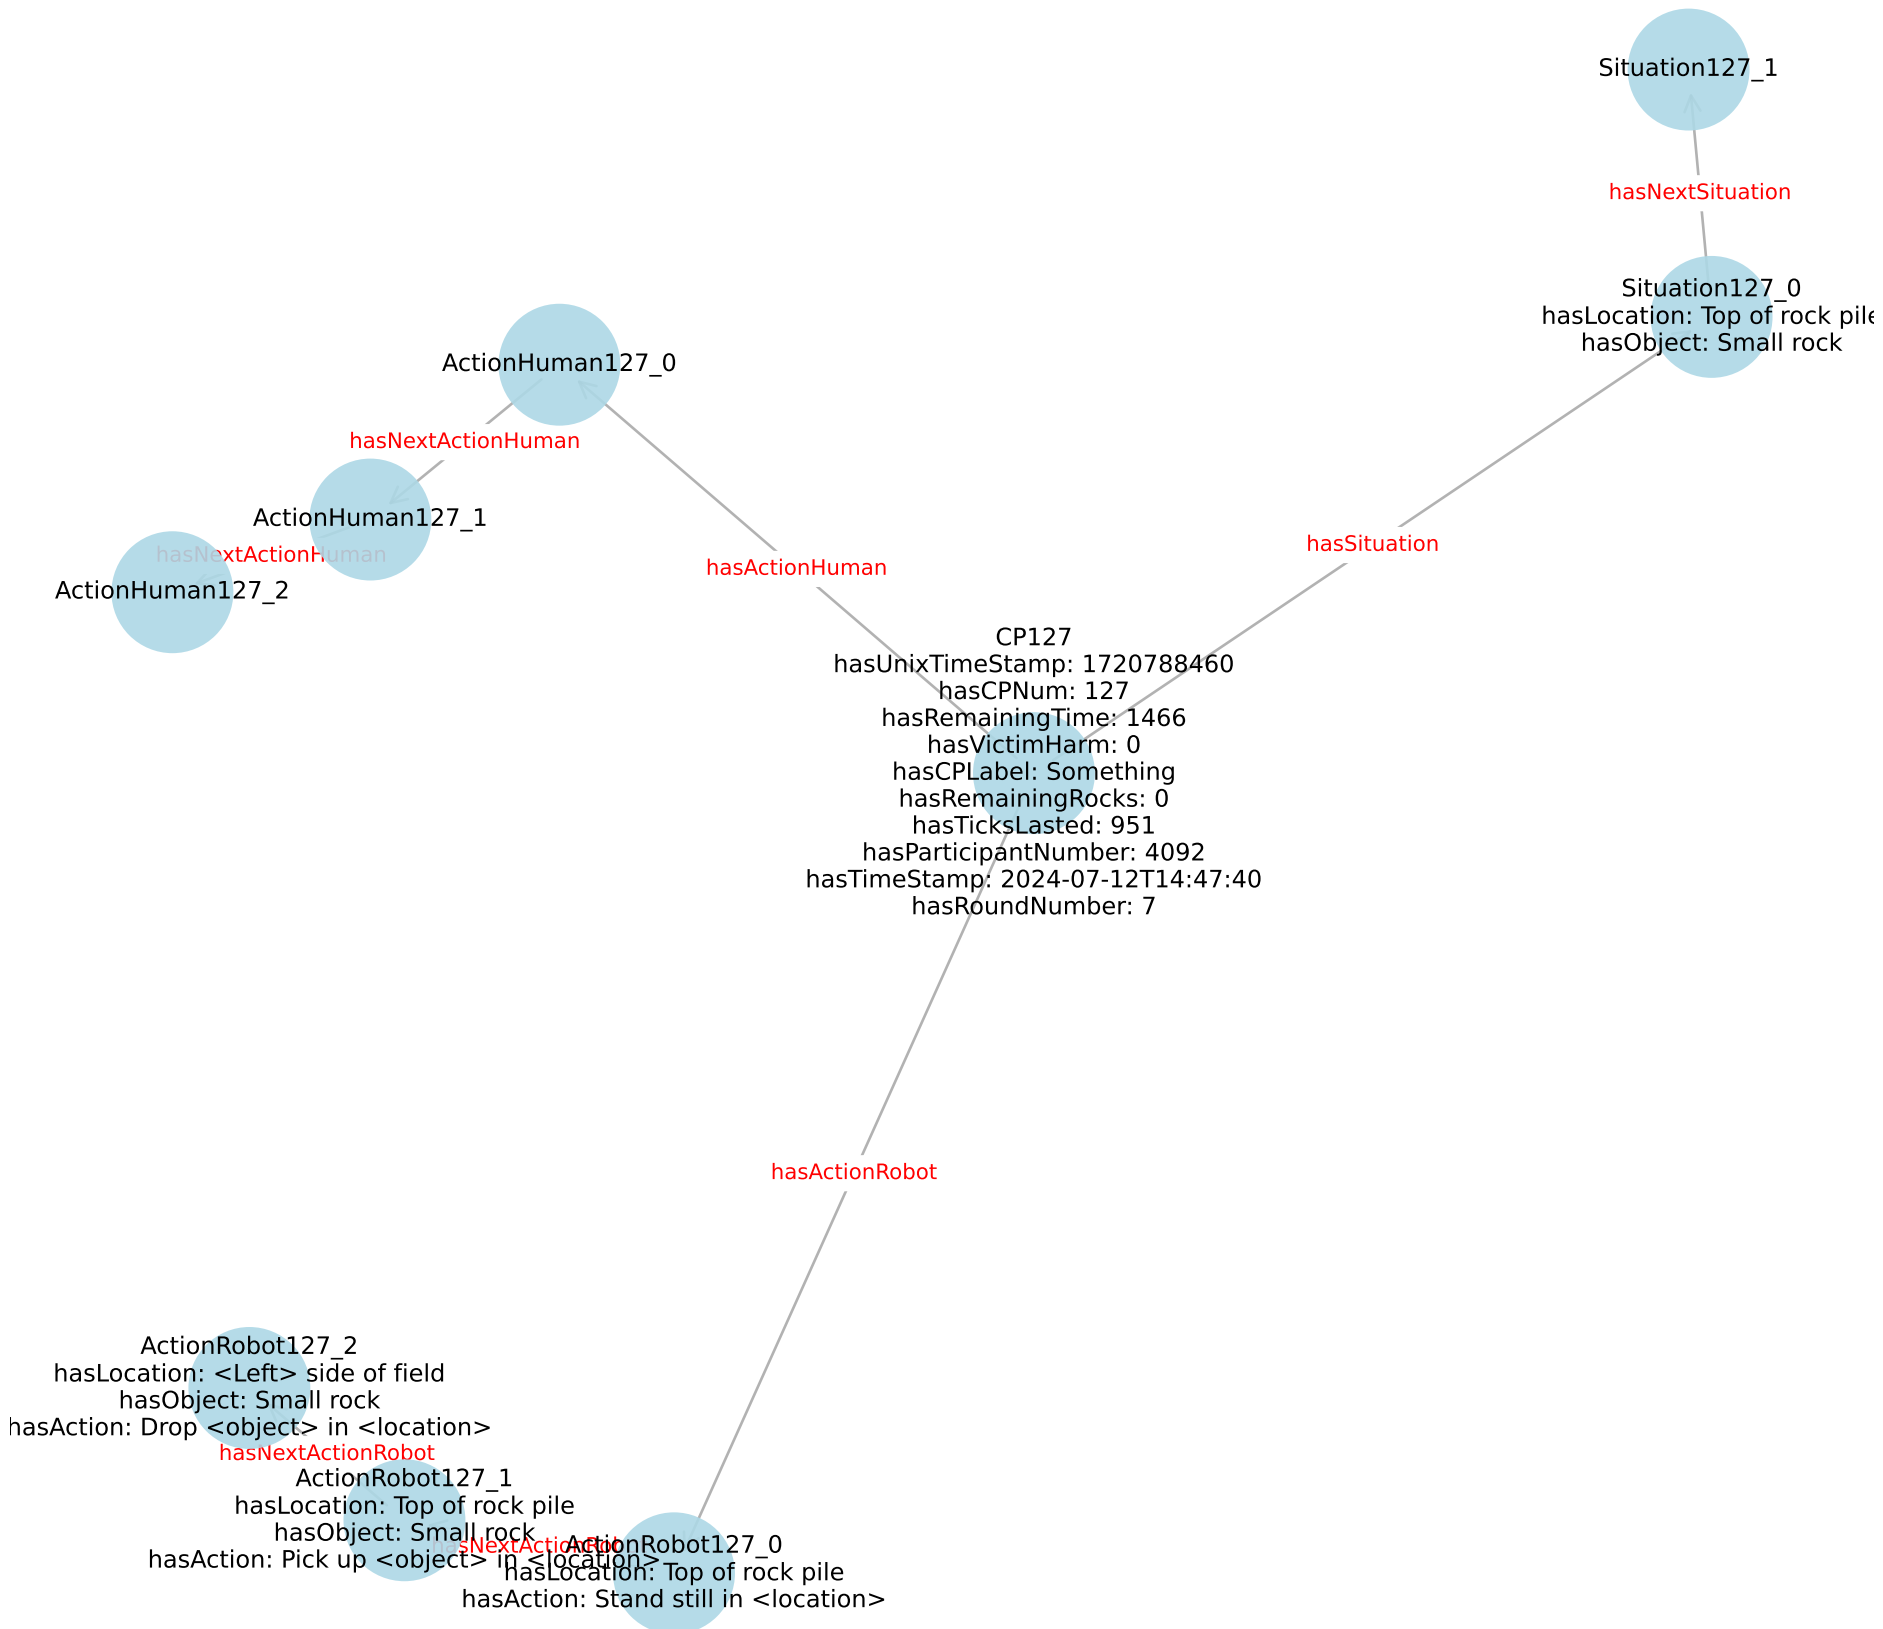 Situation127_1
hasNextSituation
Situation127_0
hasLocation: Top of rock pile
hasObject: Small rock
ActionHuman127_0
hasNextActionHuman
ActionHuman127_1
hasNextActionHuman
ActionHuman127_2
hasActionHuman
hasSituation
CP127
hasUnixTimeStamp: 1720788460
hasCPNum: 127
hasRemainingTime: 1466
hasVictimHarm: 0
hasCPLabel: Something
hasRemainingRocks: 0
hasTicksLasted: 951
hasParticipantNumber: 4092
hasTimeStamp: 2024-07-12T14:47:40
hasRoundNumber: 7
hasActionRobot
ActionRobot127_2
hasLocation: <Left> side of field
hasObject: Small rock
hasAction: Drop <object> in <location>
hasNextActionRobot
ActionRobot127_1
hasLocation: Top of rock pile
hasObject: Small rock
hasAction: Pick up <object> in <location>
hasNextActionRobot
ActionRobot127_0
hasLocation: Top of rock pile
hasAction: Stand still in <location>